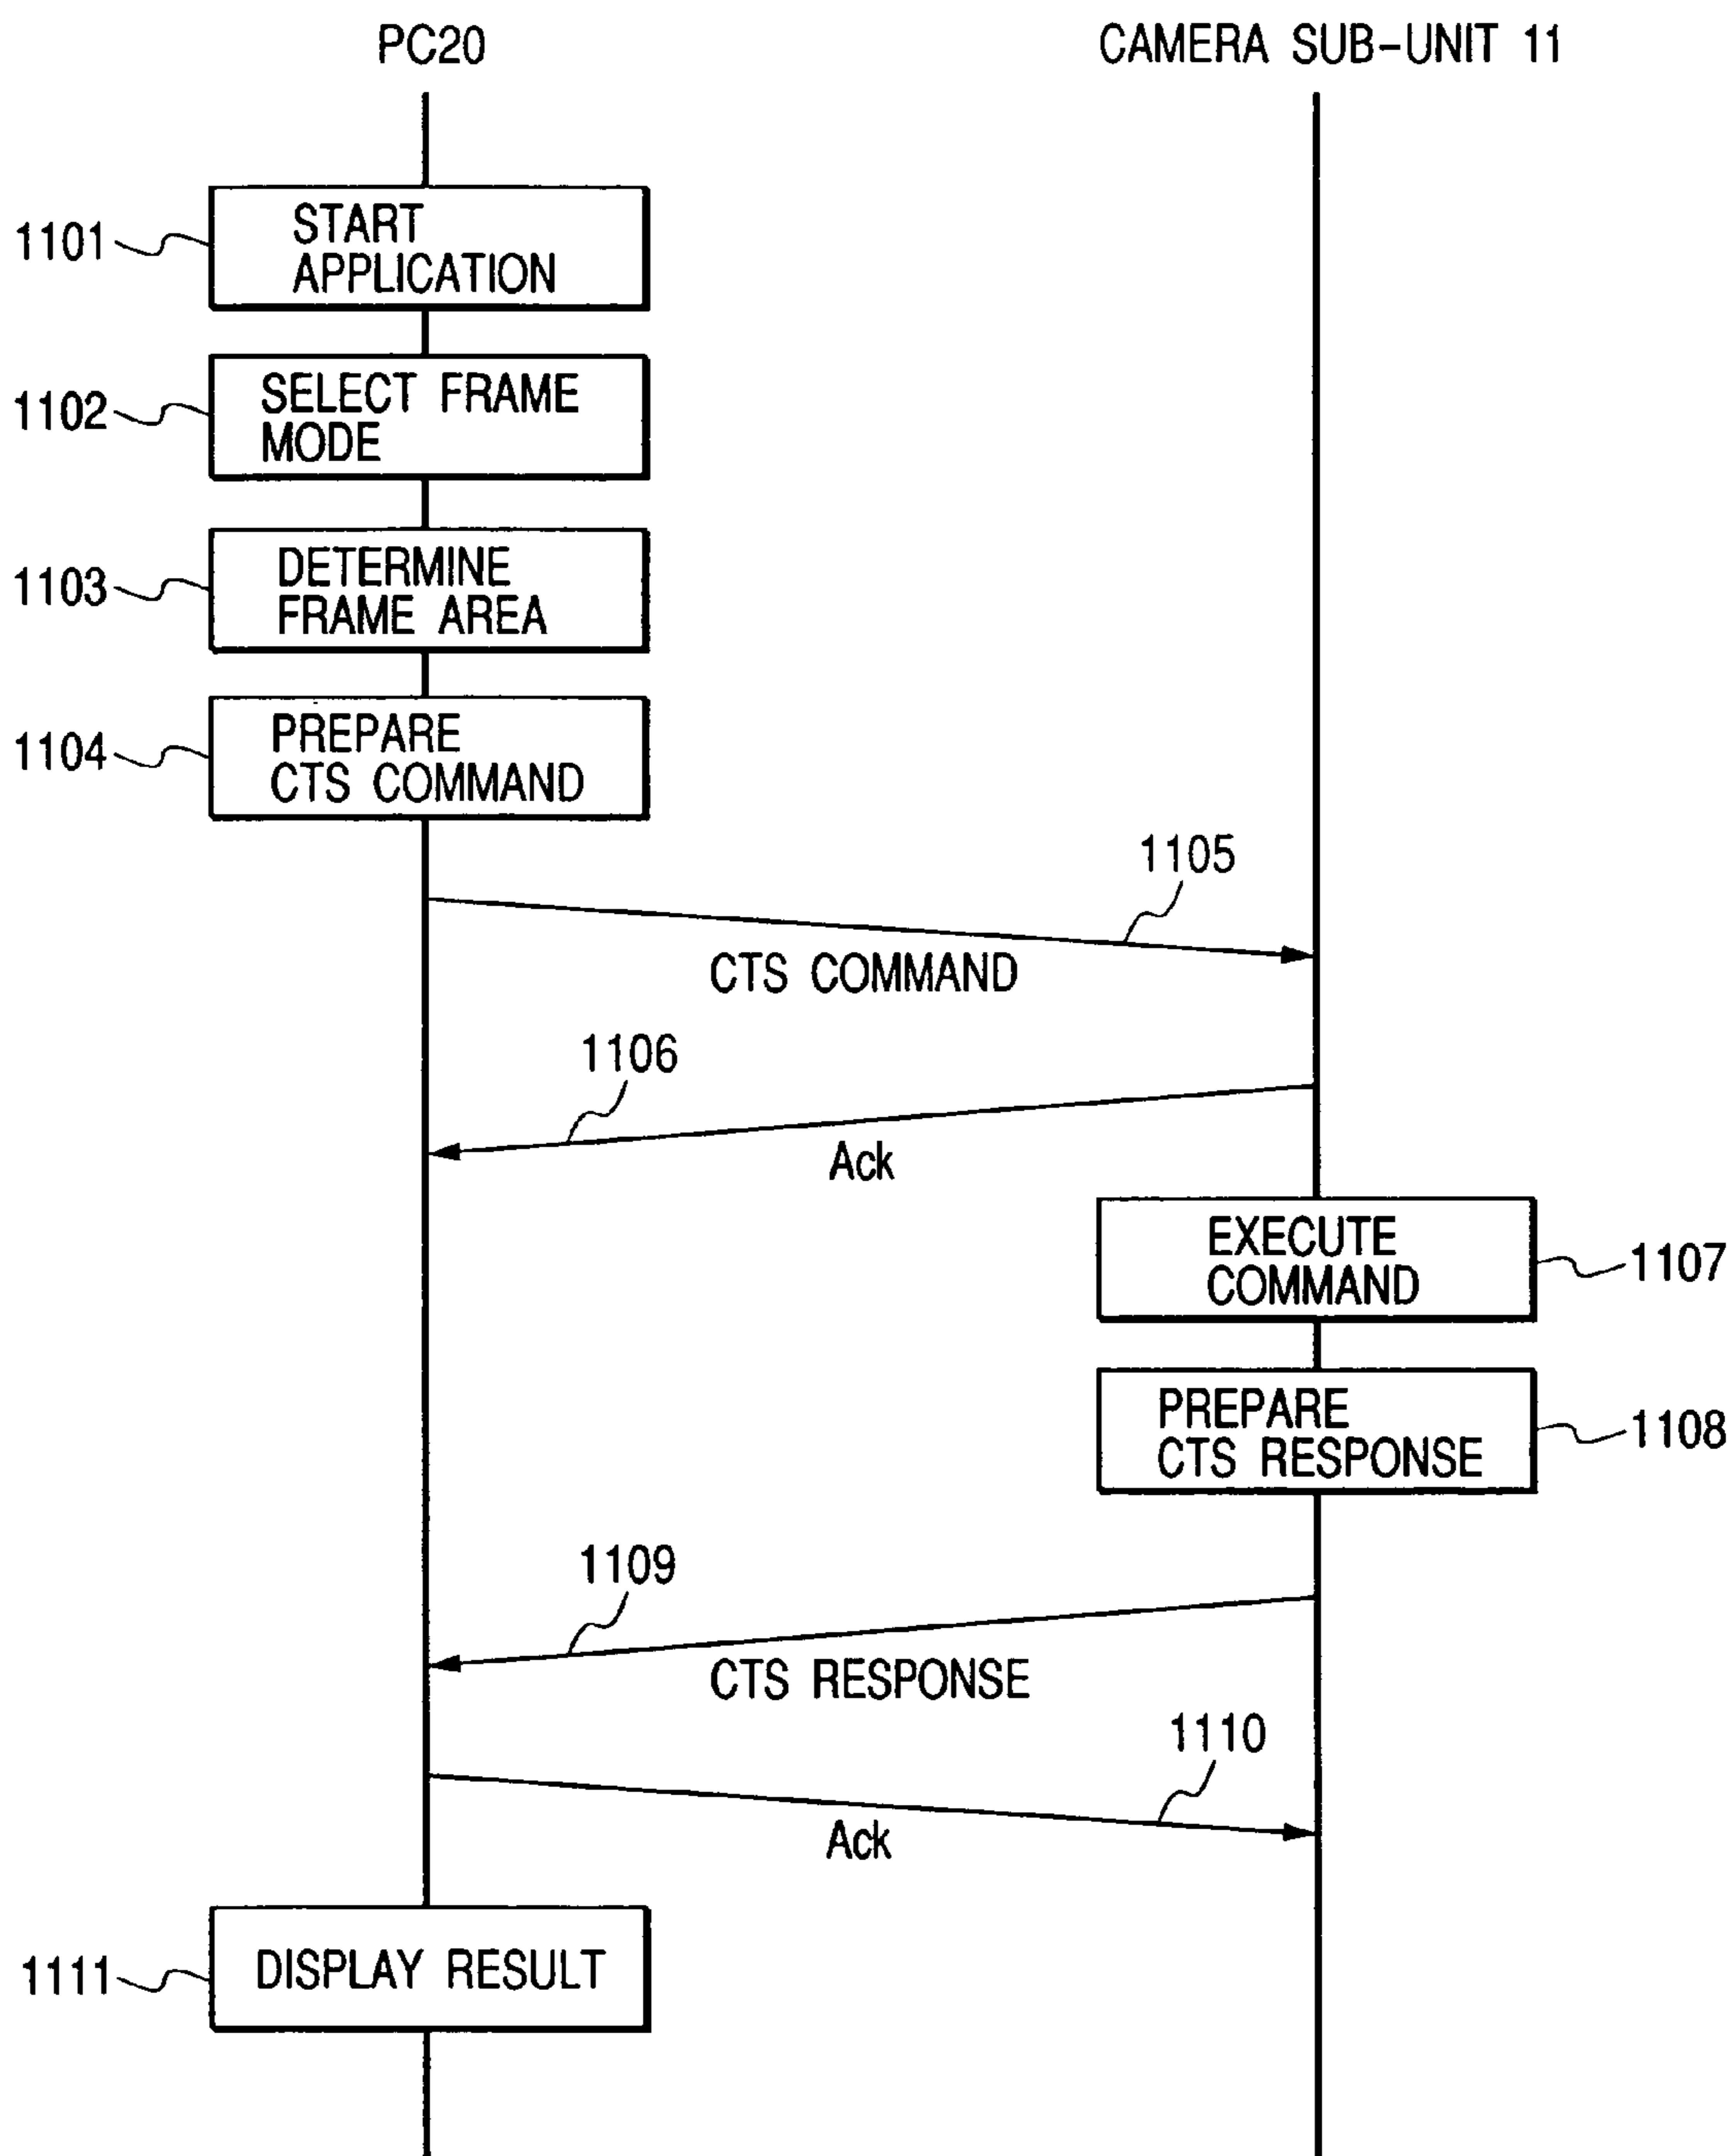 PC20
CAMERA SUB-UNIT 11
1101
START
APPLICATION
1102
SELECT FRAME
MODE
1103
DETERMINE
FRAME AREA
1104
PREPARE
CTS COMMAND
1105
CTS COMMAND
1106
Ack
EXECUTE
COMMAND
1107
PREPARE
CTS RESPONSE
1108
1109
CTS RESPONSE
1110
Ack
1111
DISPLAY RESULT